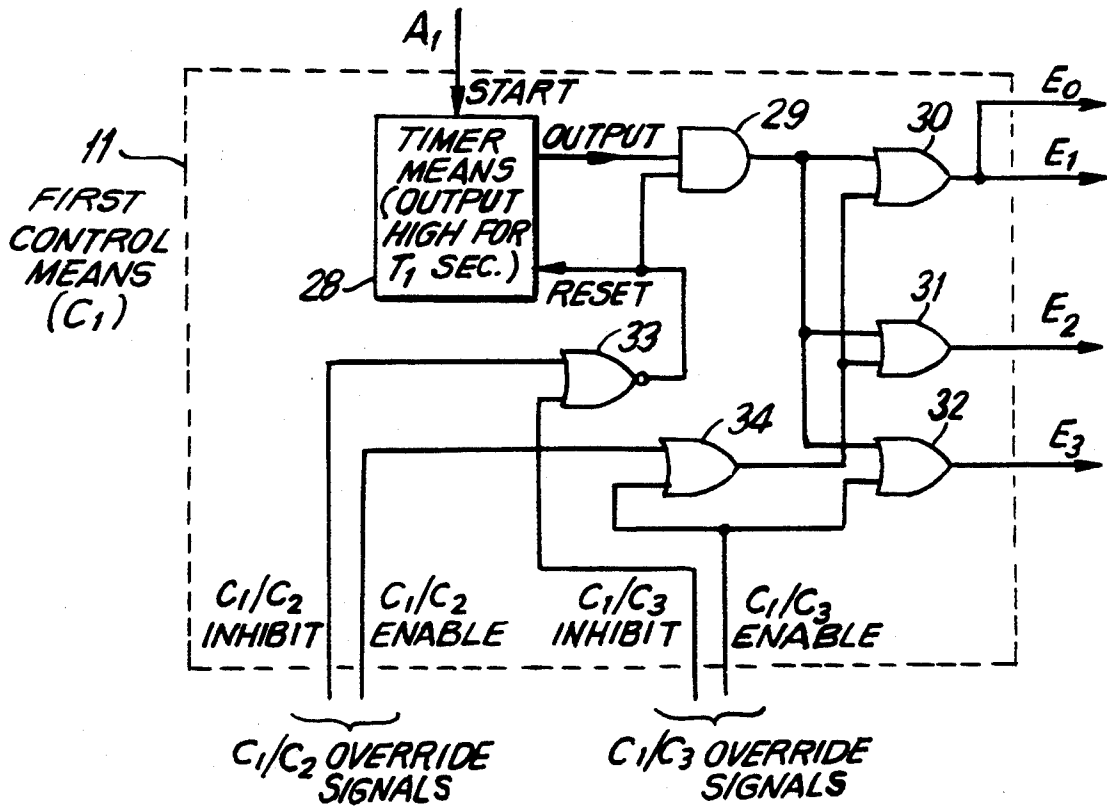 A₁
START
TIMER
MEANS
(OUTPUT
HIGH FOR
T₁ SEC.)
OUTPUT
RESET
28
29
30
E₀
E₁
31
E₂
32
E₃
33
34
11
FIRST
CONTROL
MEANS
(C₁)
C₁/C₂
INHIBIT
C₁/C₂
ENABLE
C₁/C₃
INHIBIT
C₁/C₃
ENABLE
C₁/C₂ OVERRIDE
SIGNALS
C₁/C₃ OVERRIDE
SIGNALS